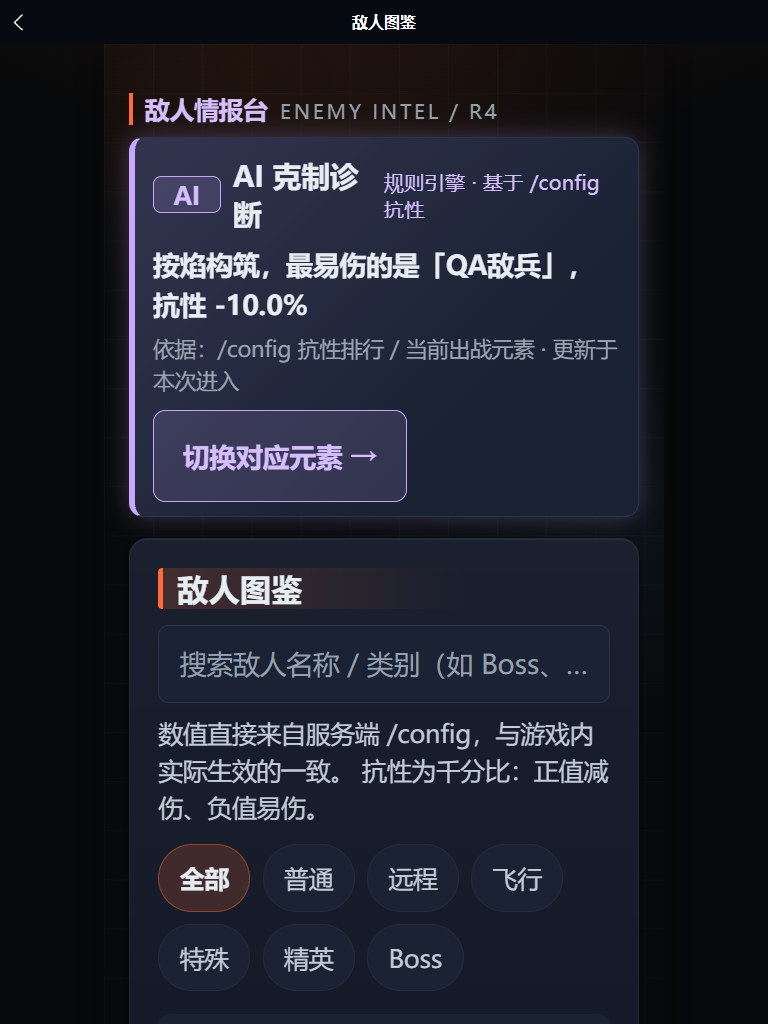 敌人图鉴
敌人情报台 ENEMY INTEL / R4
AI
AI 克制诊
断
规则引擎 · 基于 /config
抗性
按焰构筑，最易伤的是「QA敌兵」，
抗性 -10.0%
依据：/config 抗性排行 / 当前出战元素 · 更新于
本次进入
切换对应元素 →
敌人图鉴
搜索敌人名称 / 类别（如 Boss、...
数值直接来自服务端 /config，与游戏内
实际生效的一致。 抗性为千分比：正值减
伤、负值易伤。
全部 普通 远程 飞行
特殊 精英 Boss